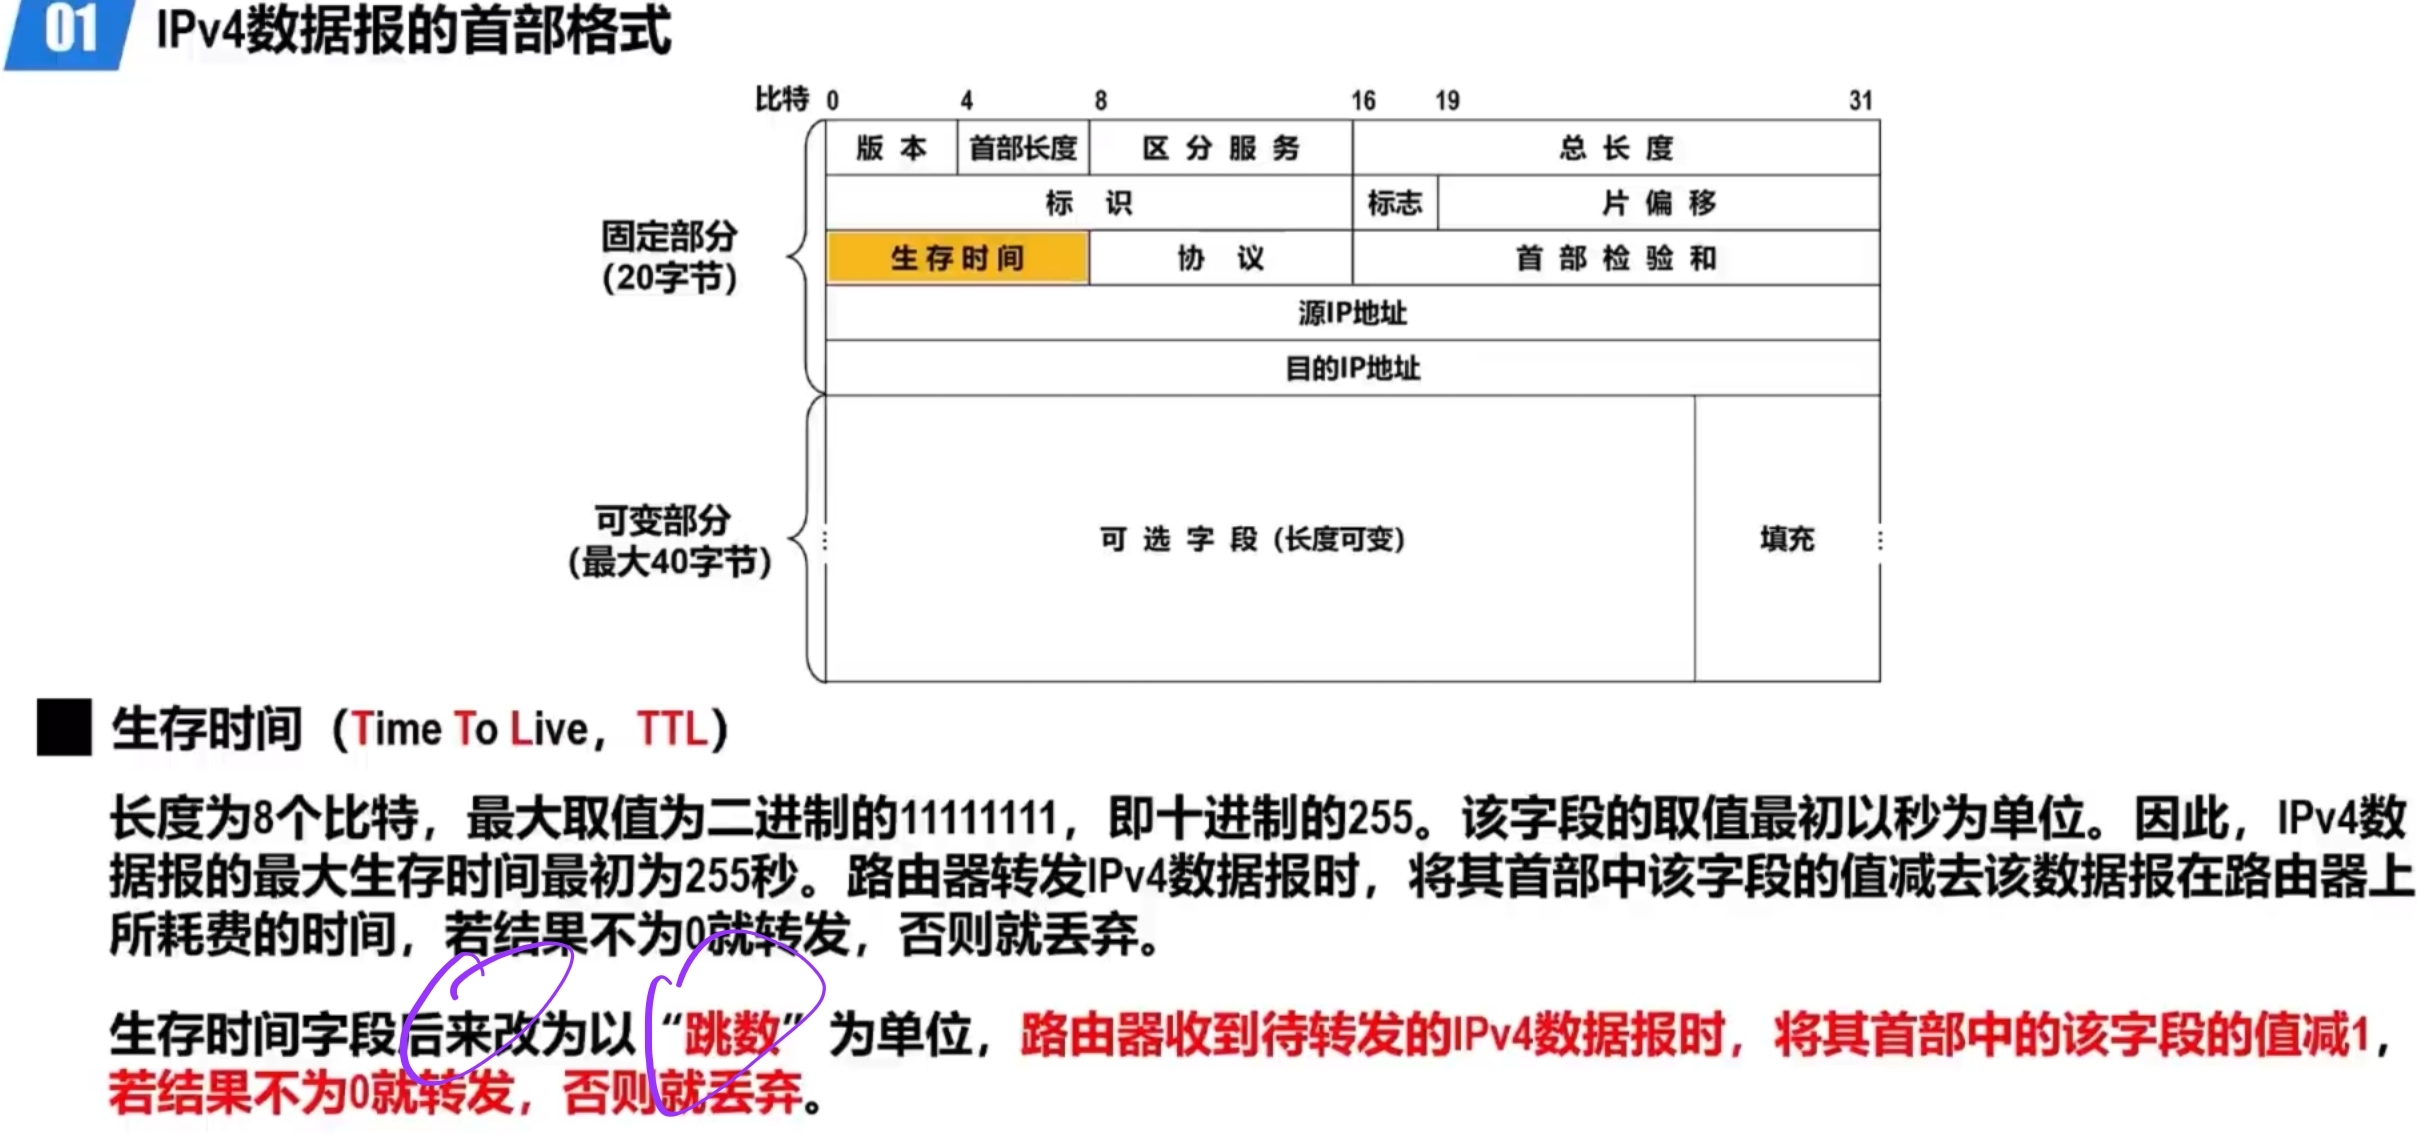 01 IPv4数据报的首部格式
比特 0 4 8 16 19 31
版 本 首部长度 区 分 服 务 总 长 度
标 识 标志 片 偏 移
固定部分
(20字节)
生 存 时 间 协 议 首 部 检 验 和
源IP地址
目的IP地址
可变部分
(最大40字节)
可 选 字 段 (长度可变) 填充
生存时间（Time To Live，TTL）
长度为8个比特，最大取值为二进制的11111111，即十进制的255。该字段的取值最初以秒为单位。因此，IPv4数
据报的最大生存时间最初为255秒。路由器转发IPv4数据报时，将其首部中该字段的值减去该数据报在路由器上
所耗费的时间，若结果不为0就转发，否则就丢弃。
生存时间字段后来改为以“跳数”为单位，路由器收到待转发的IPv4数据报时，将其首部中的该字段的值减1，
若结果不为0就转发，否则就丢弃。